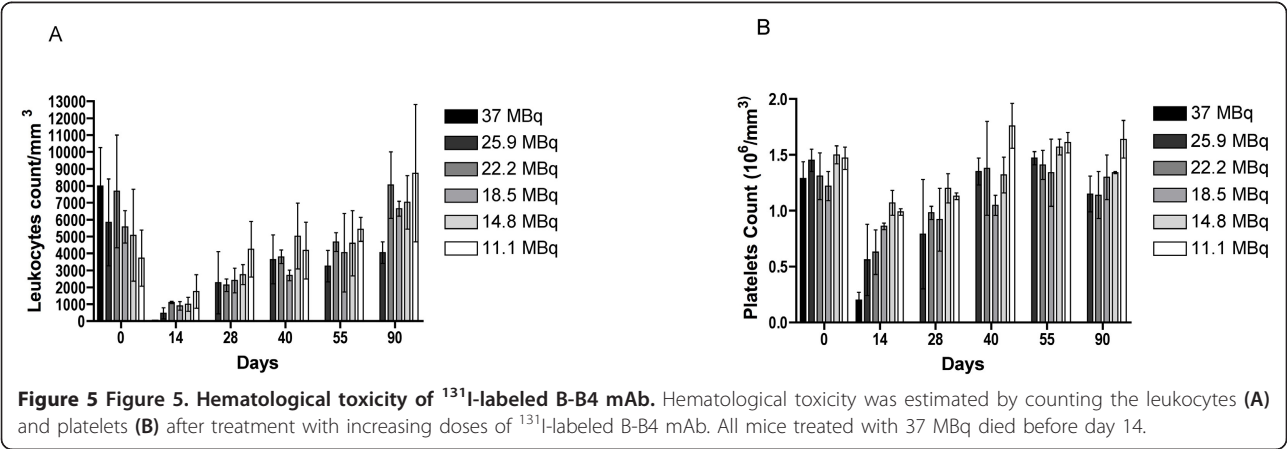 A
B
Leukocytes count/mm3
13000
12000
11000
10000
9000
8000
7000
6000
5000
4000
3000
2000
1000
0
0 14 28 40 55 90
Days
37 MBq
25.9 MBq
22.2 MBq
18.5 MBq
14.8 MBq
11.1 MBq
Platelets Count (106/mm3)
2.0
1.5
1.0
0.5
0.0
0 14 28 40 55 90
Days
37 MBq
25.9 MBq
22.2 MBq
18.5 MBq
14.8 MBq
11.1 MBq
Figure 5 Figure 5. Hematological toxicity of 131I-labeled B-B4 mAb. Hematological toxicity was estimated by counting the leukocytes (A)
and platelets (B) after treatment with increasing doses of 131I-labeled B-B4 mAb. All mice treated with 37 MBq died before day 14.